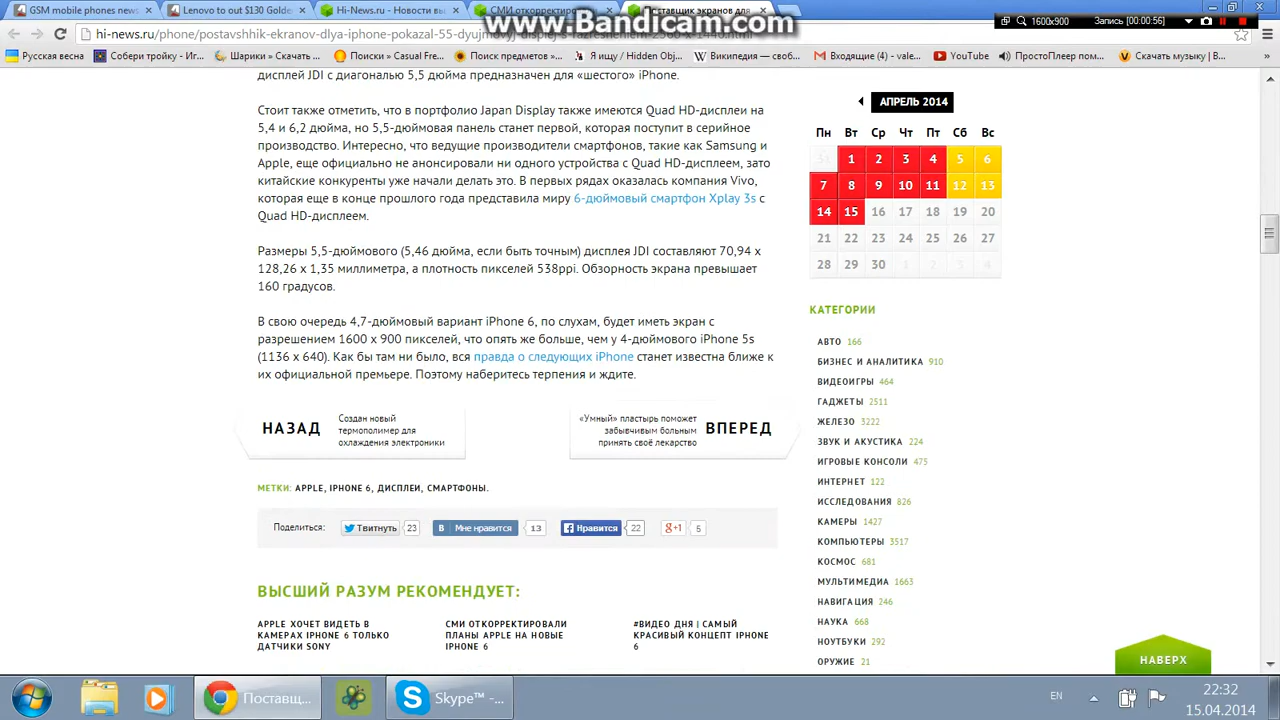 GSM mobile phones news
Lenovo to out $130 Golde
Hi-News.ru - Новости вы
СМИ откорректир
Поставщик экранов для
www.Bandicam.com
1600x900
Запись [00:00:56]
hi-news.ru/phone/postavshhik-ekranov-dlya-iphone-pokazal-55-dyujmovyj-displej-s-razresheniem-2560-x-1440.html
Русская весна
Собери тройку - Иг...
Шарики « Скачать...
Поиски » Casual Fre...
Поиск предметов »...
Я ищу / Hidden Obj...
Википедия — своб...
Входящие (4) - vale...
YouTube
ПростоПлеер пом...
Скачать музыку | B...
»
дисплей JDI с диагональю 5,5 дюйма предназначен для «шестого» iPhone.
Стоит также отметить, что в портфолио Japan Display также имеются Quad HD-дисплеи на
5,4 и 6,2 дюйма, но 5,5-дюймовая панель станет первой, которая поступит в серийное
производство. Интересно, что ведущие производители смартфонов, такие как Samsung и
Apple, еще официально не анонсировали ни одного устройства с Quad HD-дисплеем, зато
китайские конкуренты уже начали делать это. В первых рядах оказалась компания Vivo,
которая еще в конце прошлого года представила миру 6-дюймовый смартфон Xplay 3s с
Quad HD-дисплеем.
Размеры 5,5-дюймового (5,46 дюйма, если быть точным) дисплея JDI составляют 70,94 x
128,26 x 1,35 миллиметра, а плотность пикселей 538ppi. Обзорность экрана превышает
160 градусов.
В свою очередь 4,7-дюймовый вариант iPhone 6, по слухам, будет иметь экран с
разрешением 1600 x 900 пикселей, что опять же больше, чем у 4-дюймового iPhone 5s
(1136 x 640). Как бы там ни было, вся правда о следующих iPhone станет известна ближе к
их официальной премьере. Поэтому наберитесь терпения и ждите.
НАЗАД
Создан новый
термополимер для
охлаждения электроники
«Умный» пластырь поможет
забывчивым больным
принять своё лекарство
ВПЕРЕД
МЕТКИ: APPLE, IPHONE 6, ДИСПЛЕИ, СМАРТФОНЫ.
Поделиться:
Твитнуть 23
B Мне нравится 13
Нравится 22
g+1 5
ВЫСШИЙ РАЗУМ РЕКОМЕНДУЕТ:
APPLE ХОЧЕТ ВИДЕТЬ В
КАМЕРАХ IPHONE 6 ТОЛЬКО
ДАТЧИКИ SONY
СМИ ОТКОРРЕКТИРОВАЛИ
ПЛАНЫ APPLE НА НОВЫЕ
IPHONE 6
#ВИДЕО ДНЯ | САМЫЙ
КРАСИВЫЙ КОНЦЕПТ IPHONE
6
АПРЕЛЬ 2014
Пн Вт Ср Чт Пт Сб Вс
31 1 2 3 4 5 6
7 8 9 10 11 12 13
14 15 16 17 18 19 20
21 22 23 24 25 26 27
28 29 30 1 2 3 4
КАТЕГОРИИ
АВТО 166
БИЗНЕС И АНАЛИТИКА 910
ВИДЕОИГРЫ 464
ГАДЖЕТЫ 2511
ЖЕЛЕЗО 3222
ЗВУК И АКУСТИКА 224
ИГРОВЫЕ КОНСОЛИ 475
ИНТЕРНЕТ 122
ИССЛЕДОВАНИЯ 826
КАМЕРЫ 1427
КОМПЬЮТЕРЫ 3517
КОСМОС 681
МУЛЬТИМЕДИА 1663
НАВИГАЦИЯ 246
НАУКА 668
НОУТБУКИ 292
ОРУЖИЕ 21
НАВЕРХ
Поставщ...
Skype™ -...
EN
22:32
15.04.2014